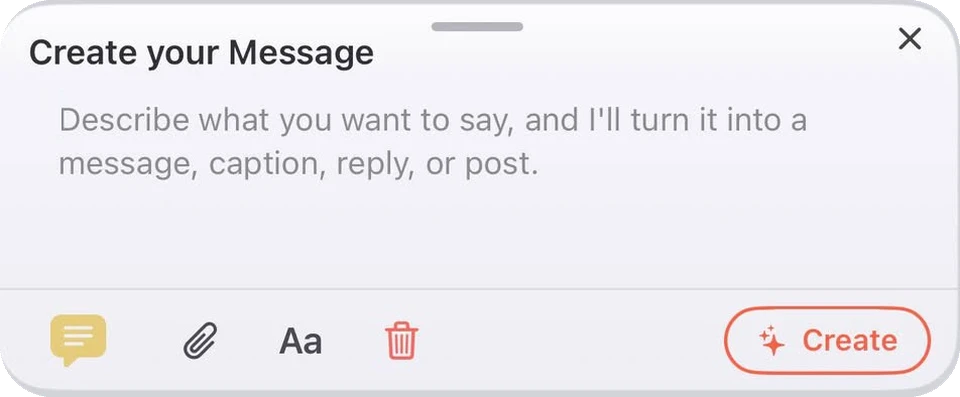 Create your Message
Describe what you want to say, and I'll turn it into a
message, caption, reply, or post.
Aa
Create